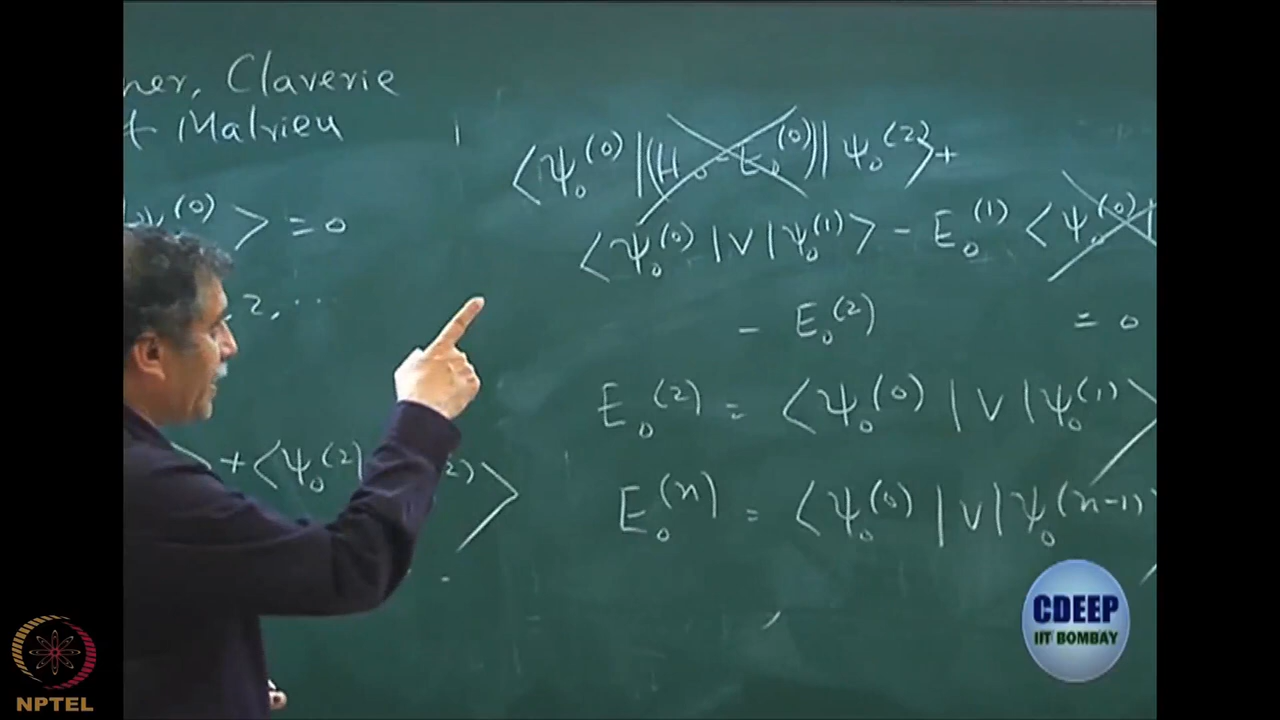 ner, Claverie
+ Malrieu
(0)⟩ = 0
2, ...
+ ⟨ψ₀^(2)
⟨ψ₀^(0) |(H₀ - E₀^(0))| ψ₀^(2)⟩ +
⟨ψ₀^(0) | V | ψ₀^(1)⟩ - E₀^(1) ⟨ψ₀^(0) |
- E₀^(2) = 0
E₀^(2) = ⟨ψ₀^(0) | V | ψ₀^(1)⟩
E₀^(n) = ⟨ψ₀^(0) | V | ψ₀^(n-1)
CDEEP
IIT BOMBAY
NPTEL